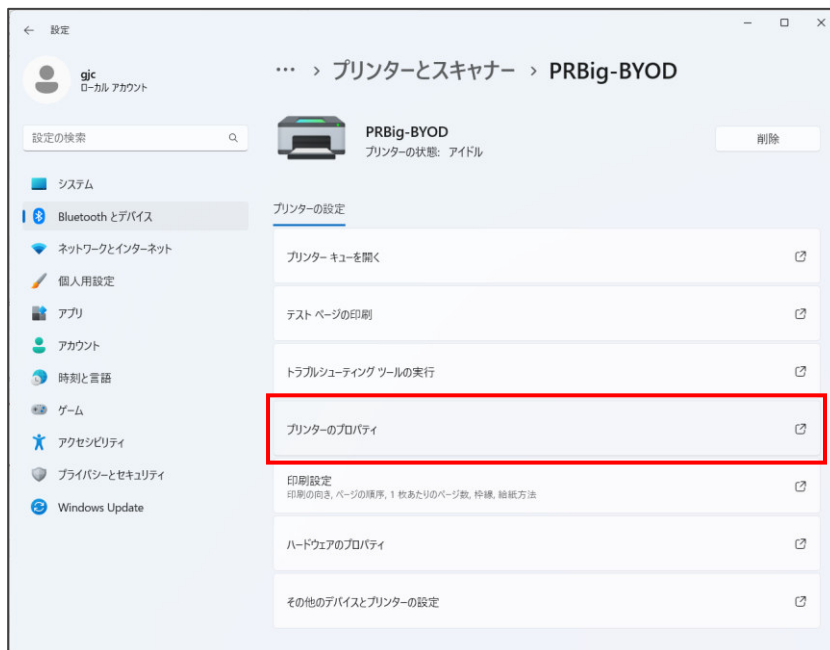 設定
gjc
ローカル アカウント
設定の検索
システム
Bluetooth とデバイス
ネットワークとインターネット
個人用設定
アプリ
アカウント
時刻と言語
ゲーム
アクセシビリティ
プライバシーとセキュリティ
Windows Update
… › プリンターとスキャナー › PRBig-BYOD
PRBig-BYOD
プリンターの状態: アイドル
削除
プリンターの設定
プリンター キューを開く
テスト ページの印刷
トラブルシューティング ツールの実行
プリンターのプロパティ
印刷設定
印刷の向き, ページの順序, 1 枚あたりのページ数, 枠線, 給紙方法
ハードウェアのプロパティ
その他のデバイスとプリンターの設定